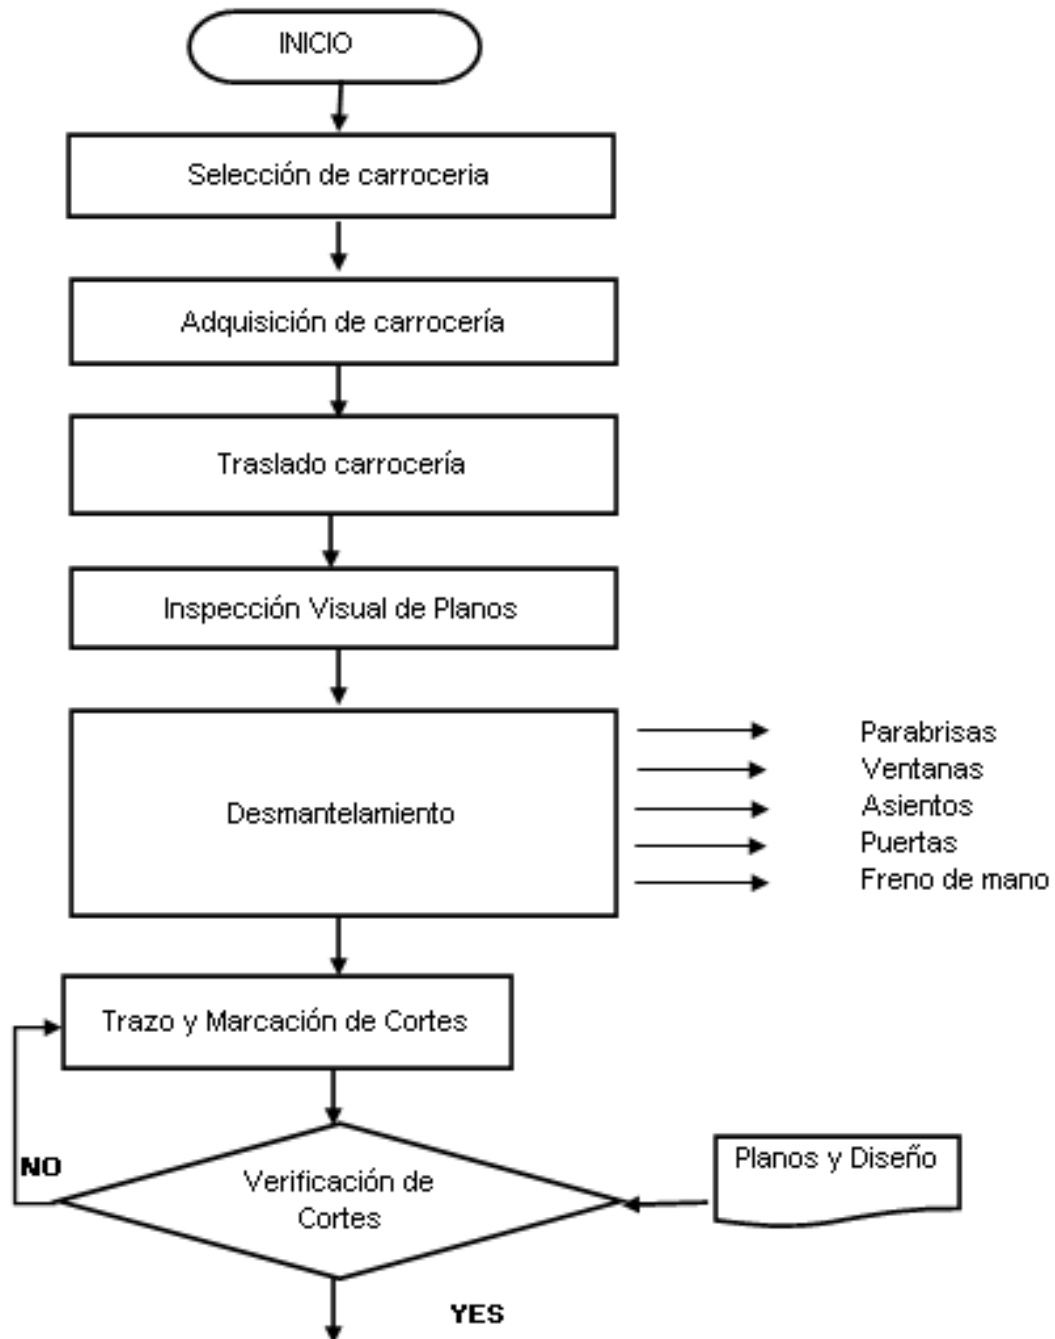 INICIO
Selección de carroceria
Adquisición de carrocería
Traslado carrocería
Inspección Visual de Planos
Desmantelamiento
Parabrisas
Ventanas
Asientos
Puertas
Freno de mano
Trazo y Marcación de Cortes
NO
Verificación de
Cortes
Planos y Diseño
YES